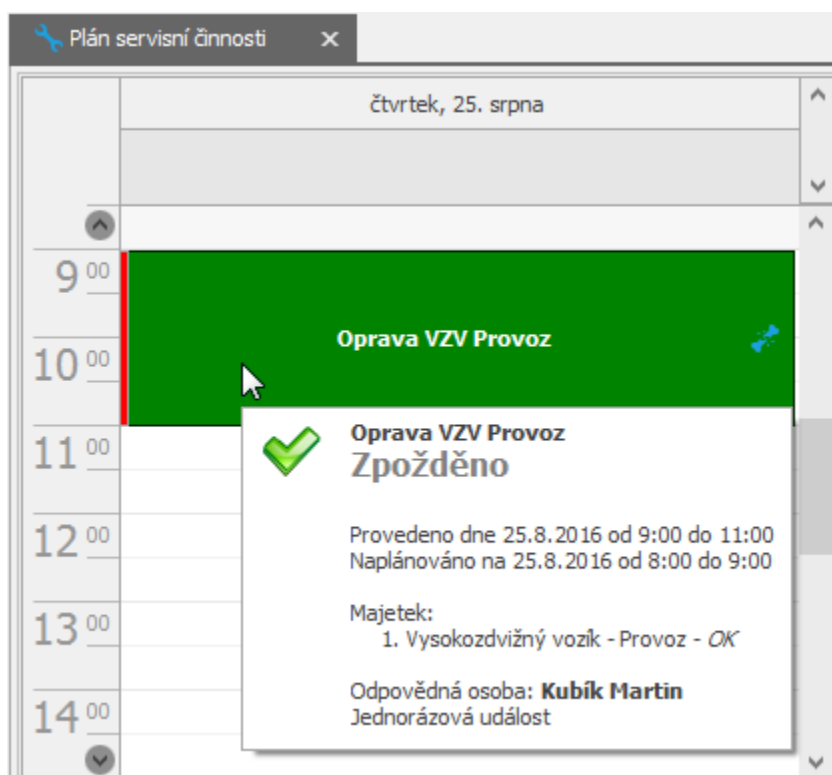 Plán servisní činnosti
čtvrtek, 25. srpna
9 00
Oprava VZV Provoz
10 00
11 00
12 00
13 00
14 00
Oprava VZV Provoz
Zpožděno
Provedeno dne 25.8.2016 od 9:00 do 11:00
Naplánováno na 25.8.2016 od 8:00 do 9:00
Majetek:
1. Vysokozdvižný vozík - Provoz - OK
Odpovědná osoba: Kubík Martin
Jednorázová událost